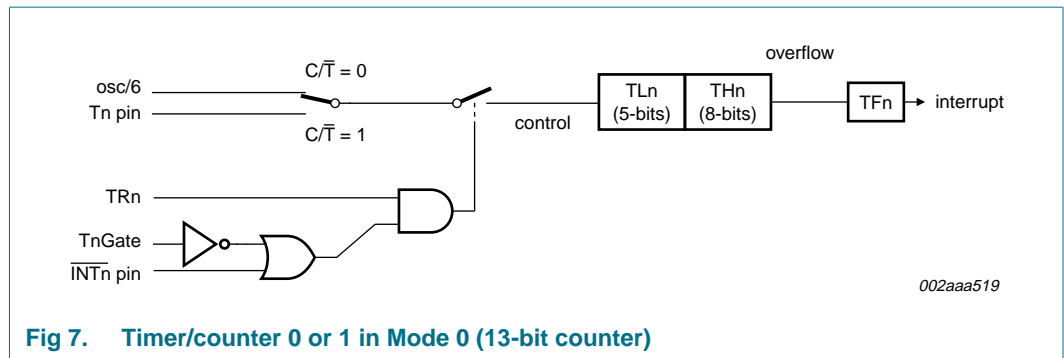 overflow
C/T̅ = 0
osc/6
Tn pin
C/T̅ = 1
control
TLn
(5-bits)
THn
(8-bits)
TFn
interrupt
TRn
TnGate
I̅N̅T̅n̅ pin
002aaa519
Fig 7. Timer/counter 0 or 1 in Mode 0 (13-bit counter)